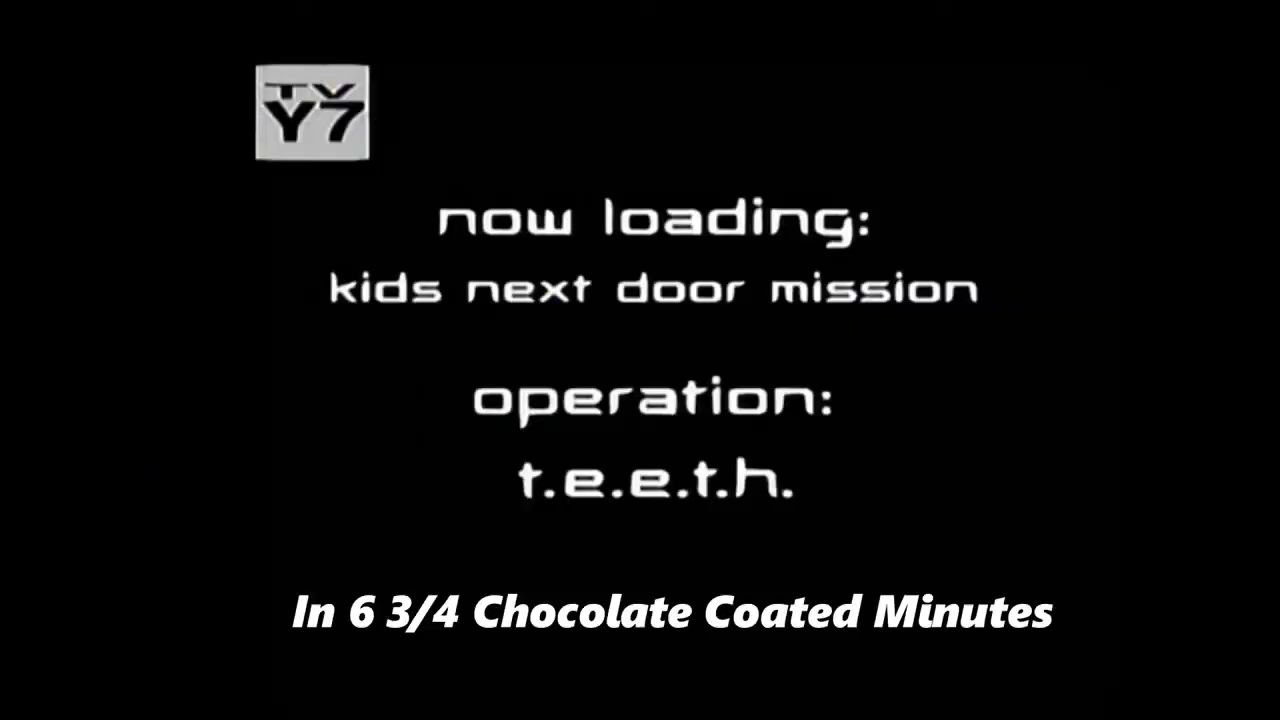 TV
Y7
now loading:
kids next door mission
operation:
t.e.e.t.h.
In 6 3/4 Chocolate Coated Minutes